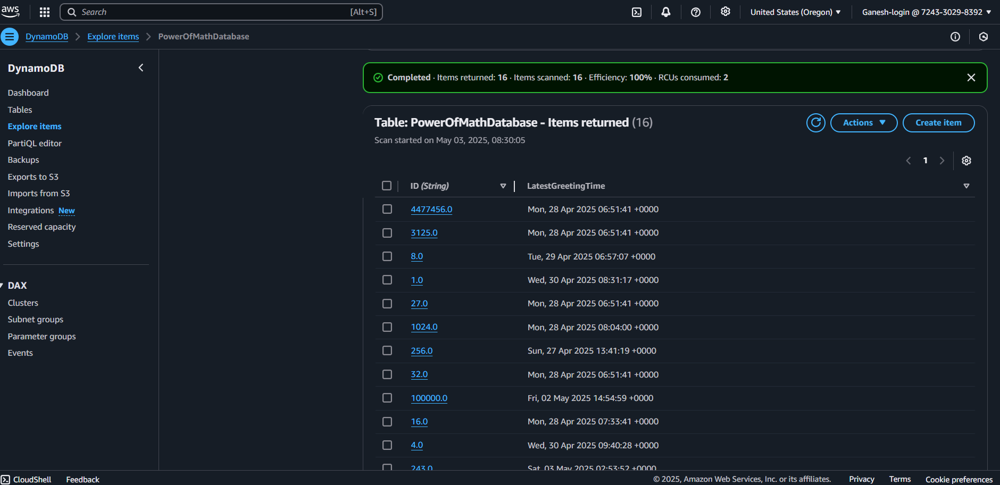 aws
Search [Alt+S]
United States (Oregon)
Ganesh-login @ 7243-3029-8392
DynamoDB
Explore items
PowerOfMathDatabase
DynamoDB
Dashboard
Tables
Explore items
PartiQL editor
Backups
Exports to S3
Imports from S3
Integrations New
Reserved capacity
Settings
DAX
Clusters
Subnet groups
Parameter groups
Events
Completed · Items returned: 16 · Items scanned: 16 · Efficiency: 100% · RCUs consumed: 2
Table: PowerOfMathDatabase - Items returned (16)
Actions
Create item
Scan started on May 03, 2025, 08:30:05
1
ID (String) LatestGreetingTime
4477456.0 Mon, 28 Apr 2025 06:51:41 +0000
3125.0 Mon, 28 Apr 2025 06:51:41 +0000
8.0 Tue, 29 Apr 2025 06:57:07 +0000
1.0 Wed, 30 Apr 2025 08:31:17 +0000
27.0 Mon, 28 Apr 2025 06:51:41 +0000
1024.0 Mon, 28 Apr 2025 08:04:00 +0000
256.0 Sun, 27 Apr 2025 13:41:19 +0000
32.0 Mon, 28 Apr 2025 06:51:41 +0000
100000.0 Fri, 02 May 2025 14:54:59 +0000
16.0 Mon, 28 Apr 2025 07:33:41 +0000
4.0 Wed, 30 Apr 2025 09:40:28 +0000
243.0 Sat, 03 May 2025 02:53:52 +0000
CloudShell
Feedback
© 2025, Amazon Web Services, Inc. or its affiliates.
Privacy
Terms
Cookie preferences